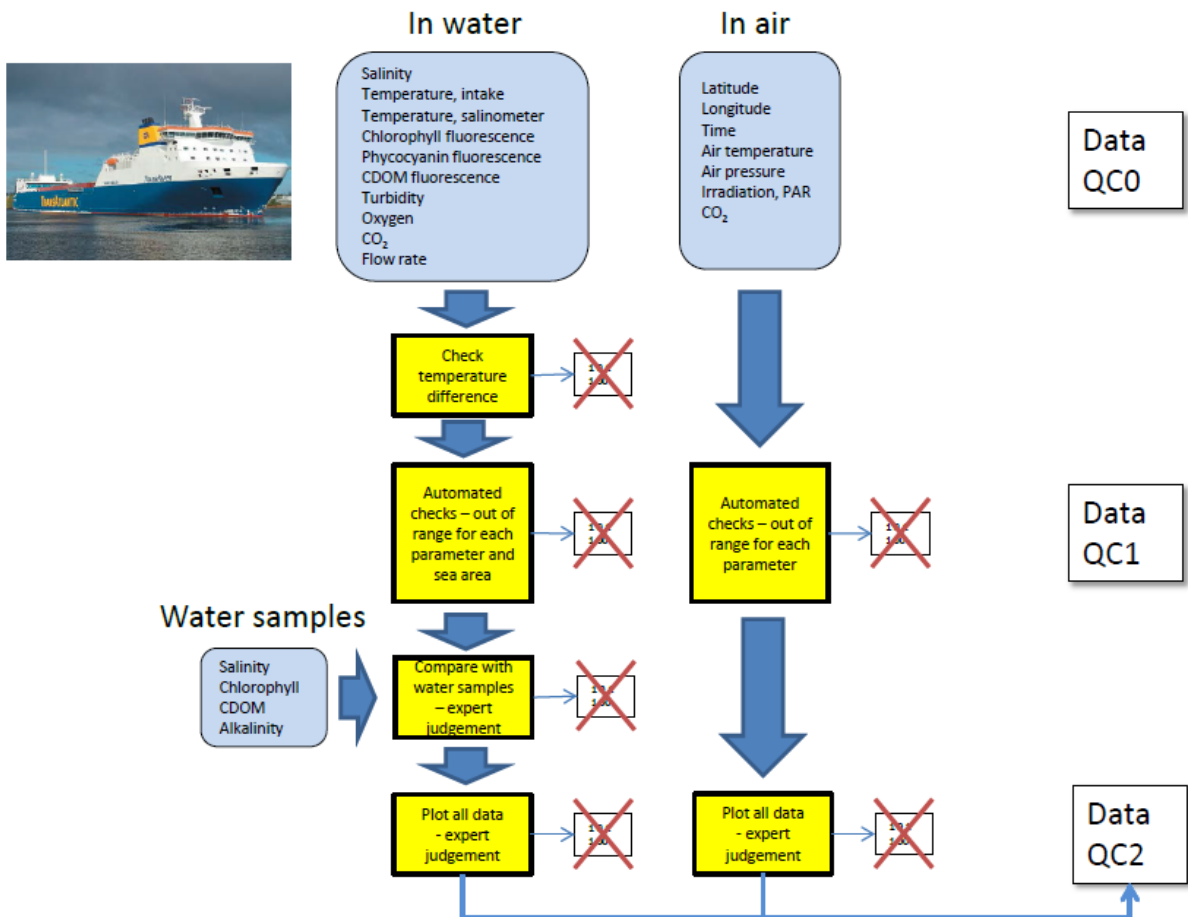 In water
In air
Salinity
Temperature, intake
Temperature, salinometer
Chlorophyll fluorescence
Phycocyanin fluorescence
CDOM fluorescence
Turbidity
Oxygen
CO₂
Flow rate
Latitude
Longitude
Time
Air temperature
Air pressure
Irradiation, PAR
CO₂
Data
QC0
TRANSATLANTIC
Check
temperature
difference
Automated
checks – out of
range for each
parameter and
sea area
Automated
checks – out of
range for each
parameter
Data
QC1
Water samples
Salinity
Chlorophyll
CDOM
Alkalinity
Compare with
water samples
– expert
judgement
Plot all data
- expert
judgement
Plot all data
- expert
judgement
Data
QC2